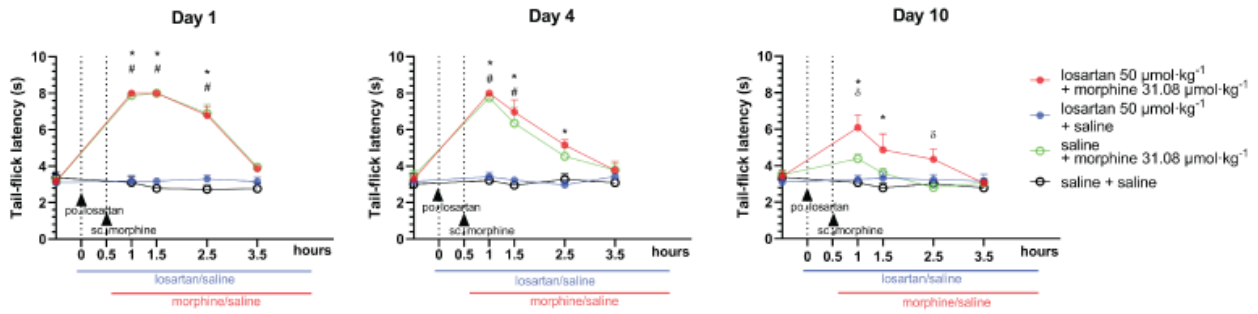 Day 1
Tail-flick latency (s)
10
8
6
4
2
0
*
#
*
#
*
#
po. losartan
sc. morphine
0 0.5 1 1.5 2.5 3.5 hours
losartan/saline
morphine/saline
Day 4
Tail-flick latency (s)
10
8
6
4
2
0
*
#
*
#
*
po. losartan
sc. morphine
0 0.5 1 1.5 2.5 3.5 hours
losartan/saline
morphine/saline
Day 10
Tail-flick latency (s)
10
8
6
4
2
0
*
δ
*
δ
po. losartan
sc. morphine
0 0.5 1 1.5 2.5 3.5 hours
losartan/saline
morphine/saline
losartan 50 µmol·kg⁻¹
+ morphine 31.08 µmol·kg⁻¹
losartan 50 µmol·kg⁻¹
+ saline
saline
+ morphine 31.08 µmol·kg⁻¹
saline + saline